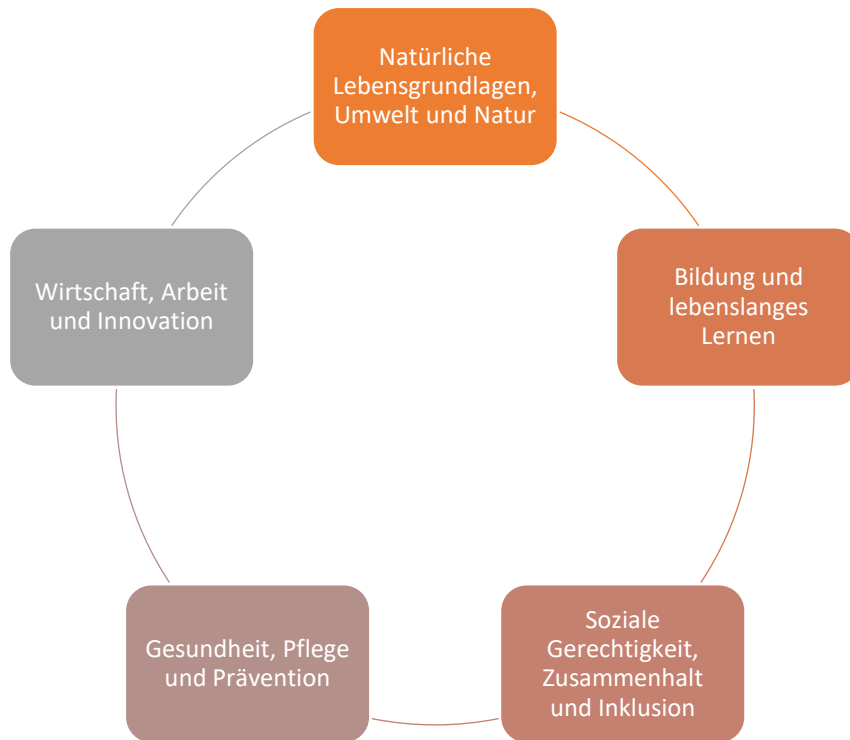 Natürliche
Lebensgrundlagen,
Umwelt und Natur
Bildung und
lebenslanges
Lernen
Soziale
Gerechtigkeit,
Zusammenhalt
und Inklusion
Gesundheit, Pflege
und Prävention
Wirtschaft, Arbeit
und Innovation